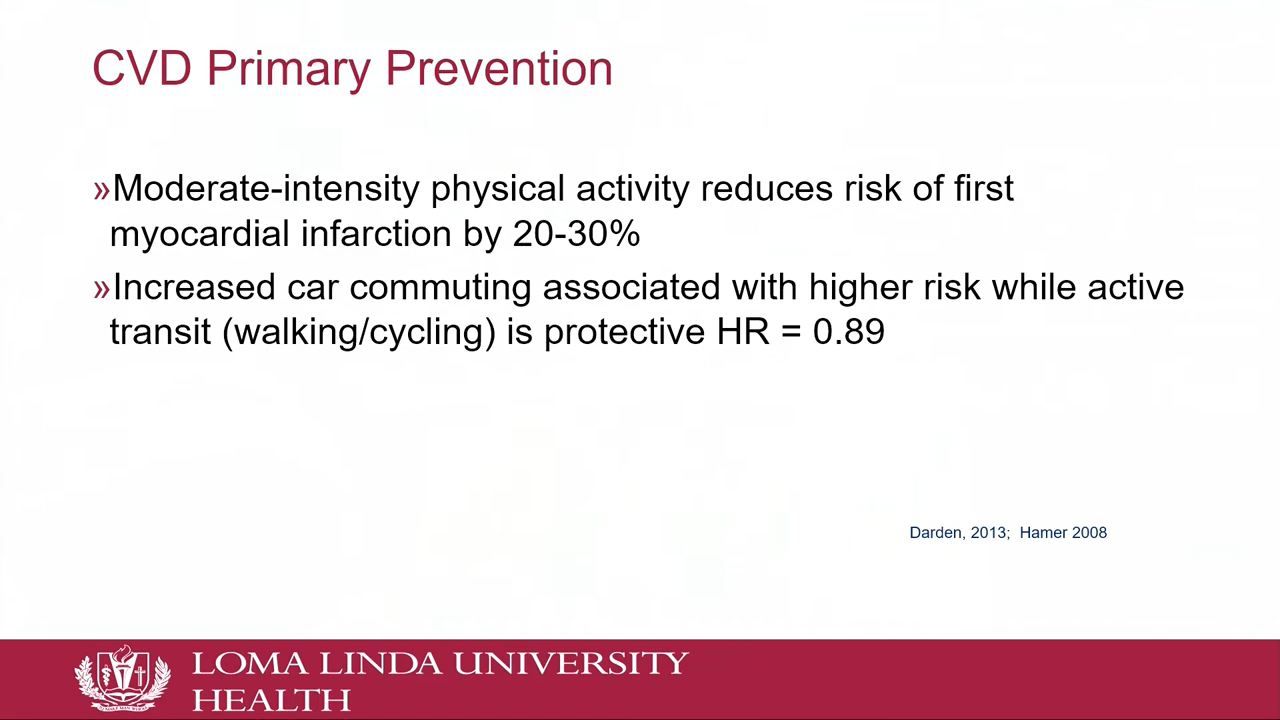 CVD Primary Prevention
»Moderate-intensity physical activity reduces risk of first
myocardial infarction by 20-30%
»Increased car commuting associated with higher risk while active
transit (walking/cycling) is protective HR = 0.89
Darden, 2013;  Hamer 2008
LOMA LINDA UNIVERSITY
HEALTH